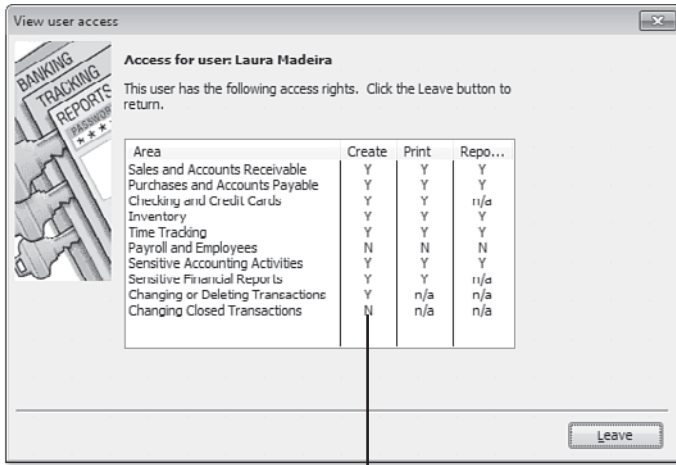 View user access
BANKING
TRACKING
REPORTS
PASSWORD
* * *
Access for user: Laura Madeira
This user has the following access rights. Click the Leave button to
return.
Area Create Print Repo...
Sales and Accounts Receivable Y Y Y
Purchases and Accounts Payable Y Y Y
Checking and Credit Cards Y Y n/a
Inventory Y Y Y
Time Tracking Y Y Y
Payroll and Employees N N N
Sensitive Accounting Activities Y Y Y
Sensitive Financial Reports Y Y n/a
Changing or Deleting Transactions Y n/a n/a
Changing Closed Transactions N n/a n/a
Leave